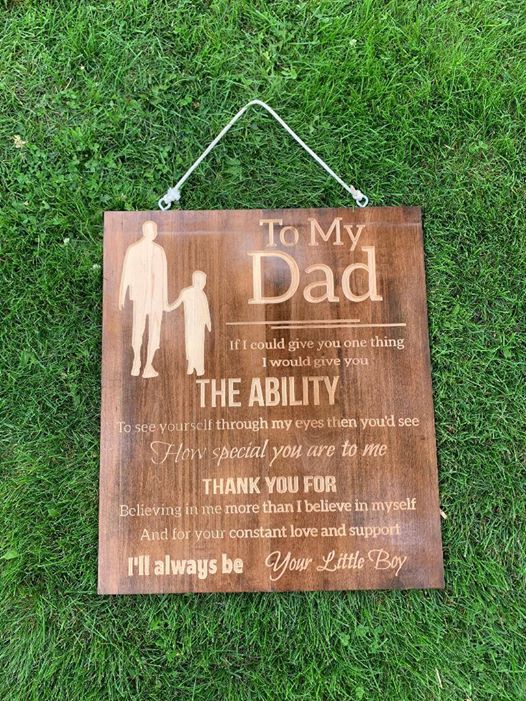 To My
Dad
If I could give you one thing
I would give you
THE ABILITY
To see yourself through my eyes then you'd see
How special you are to me
THANK YOU FOR
Believing in me more than I believe in myself
And for your constant love and support
I'll always be Your Little Boy